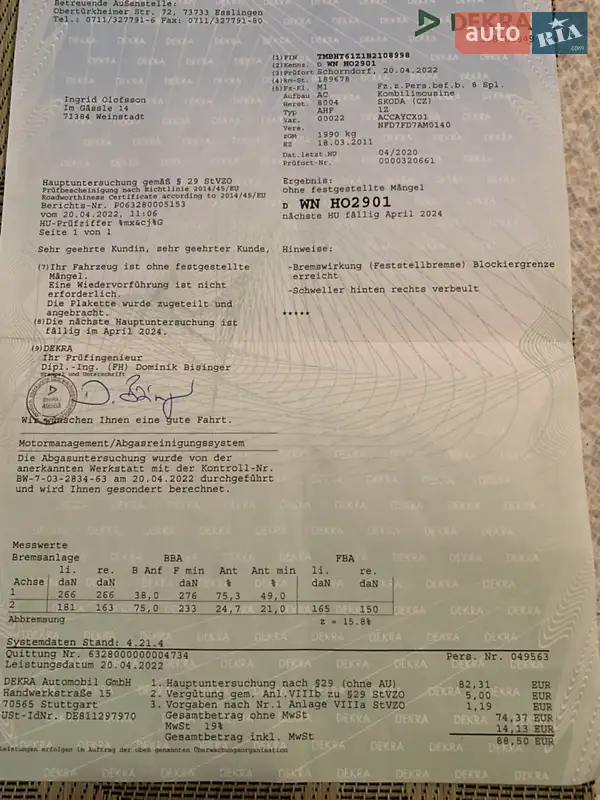 Betreuende Außenstelle:
Obertürkheimer Str. 72, 73733 Esslingen
Tel.: 0711/327791-6 Fax: 0711/327791-80
DEKRA
auto RIA .com
Ingrid Olofsson
Im Gässle 14
71384 Weinstadt
(1) FIN TMBHT61Z1B2108998
(2) Kennz. D WN HO2901
(3) Prüfort Schorndorf, 20.04.2022
(4) km-St. 189678
(5) Fz-Kl. M1 Fz.z.Pers.bef.b. 8 Spl.
Aufbau AC Kombilimousine
Herst. 8004 SKODA (CZ)
Typ AHF 1Z
Var. 00022 ACCAYCX01
Vers. NFD7FD7AM0140
zGM 1990 kg
EZ 18.03.2011
Dat.letzt.HU 04/2020
Prüfort-Nr. 0000320661
Hauptuntersuchung gemäß § 29 StVZO
Prüfbescheinigung nach Richtlinie 2014/45/EU
Roadworthiness Certificate according to 2014/45/EU
Berichts-Nr. P063280005153
vom 20.04.2022, 11:06
HU-Prüfziffer %mx&cj%G
Seite 1 von 1
Ergebnis:
ohne festgestellte Mängel
D WN HO2901
nächste HU fällig April 2024
Sehr geehrte Kundin, sehr geehrter Kunde,
(7) Ihr Fahrzeug ist ohne festgestellte
Mängel.
Eine Wiedervorführung ist nicht
erforderlich.
Die Plakette wurde zugeteilt und
angebracht.
(8) Die nächste Hauptuntersuchung ist
fällig im April 2024.
Hinweise:
-Bremswirkung (Feststellbremse) Blockiergrenze
erreicht
-Schweller hinten rechts verbeult
*****
(9) DEKRA
Ihr Prüfingenieur
Dipl.-Ing. (FH) Dominik Bisinger
Stempel und Unterschrift
Wir wünschen Ihnen eine gute Fahrt.
Motormanagement/Abgasreinigungssystem
Die Abgasuntersuchung wurde von der
anerkannten Werkstatt mit der Kontroll-Nr.
BW-7-03-2834-63 am 20.04.2022 durchgeführt
und wird Ihnen gesondert berechnet.
Messwerte
Bremsanlage BBA FBA
li. re. B Anf F min Ant Ant min li. re.
Achse daN daN daN % % daN daN
1 266 266 38,0 276 75,3 49,0
2 181 163 75,0 233 24,7 21,0 165 150
Abbremsung z = 15.8%
Systemdaten Stand: 4.21.4
Quittung Nr. 6328000000004734 Pers. Nr. 049563
Leistungsdatum 20.04.2022
DEKRA Automobil GmbH
Handwerkstraße 15
70565 Stuttgart
USt-IdNr. DE811297970
1. Hauptuntersuchung nach §29 (ohne AU) 82,31 EUR
2. Vergütung gem. Anl.VIIIb zu §29 StVZO 5,00 EUR
3. Vorgaben nach Nr.1 Anlage VIIIa StVZO 1,19 EUR
Gesamtbetrag ohne MwSt 74,37 EUR
MwSt 19% 14,13 EUR
Gesamtbetrag inkl. MwSt 88,50 EUR
Leistungen erfolgen im Auftrag der oben genannten Überwachungsorganisation